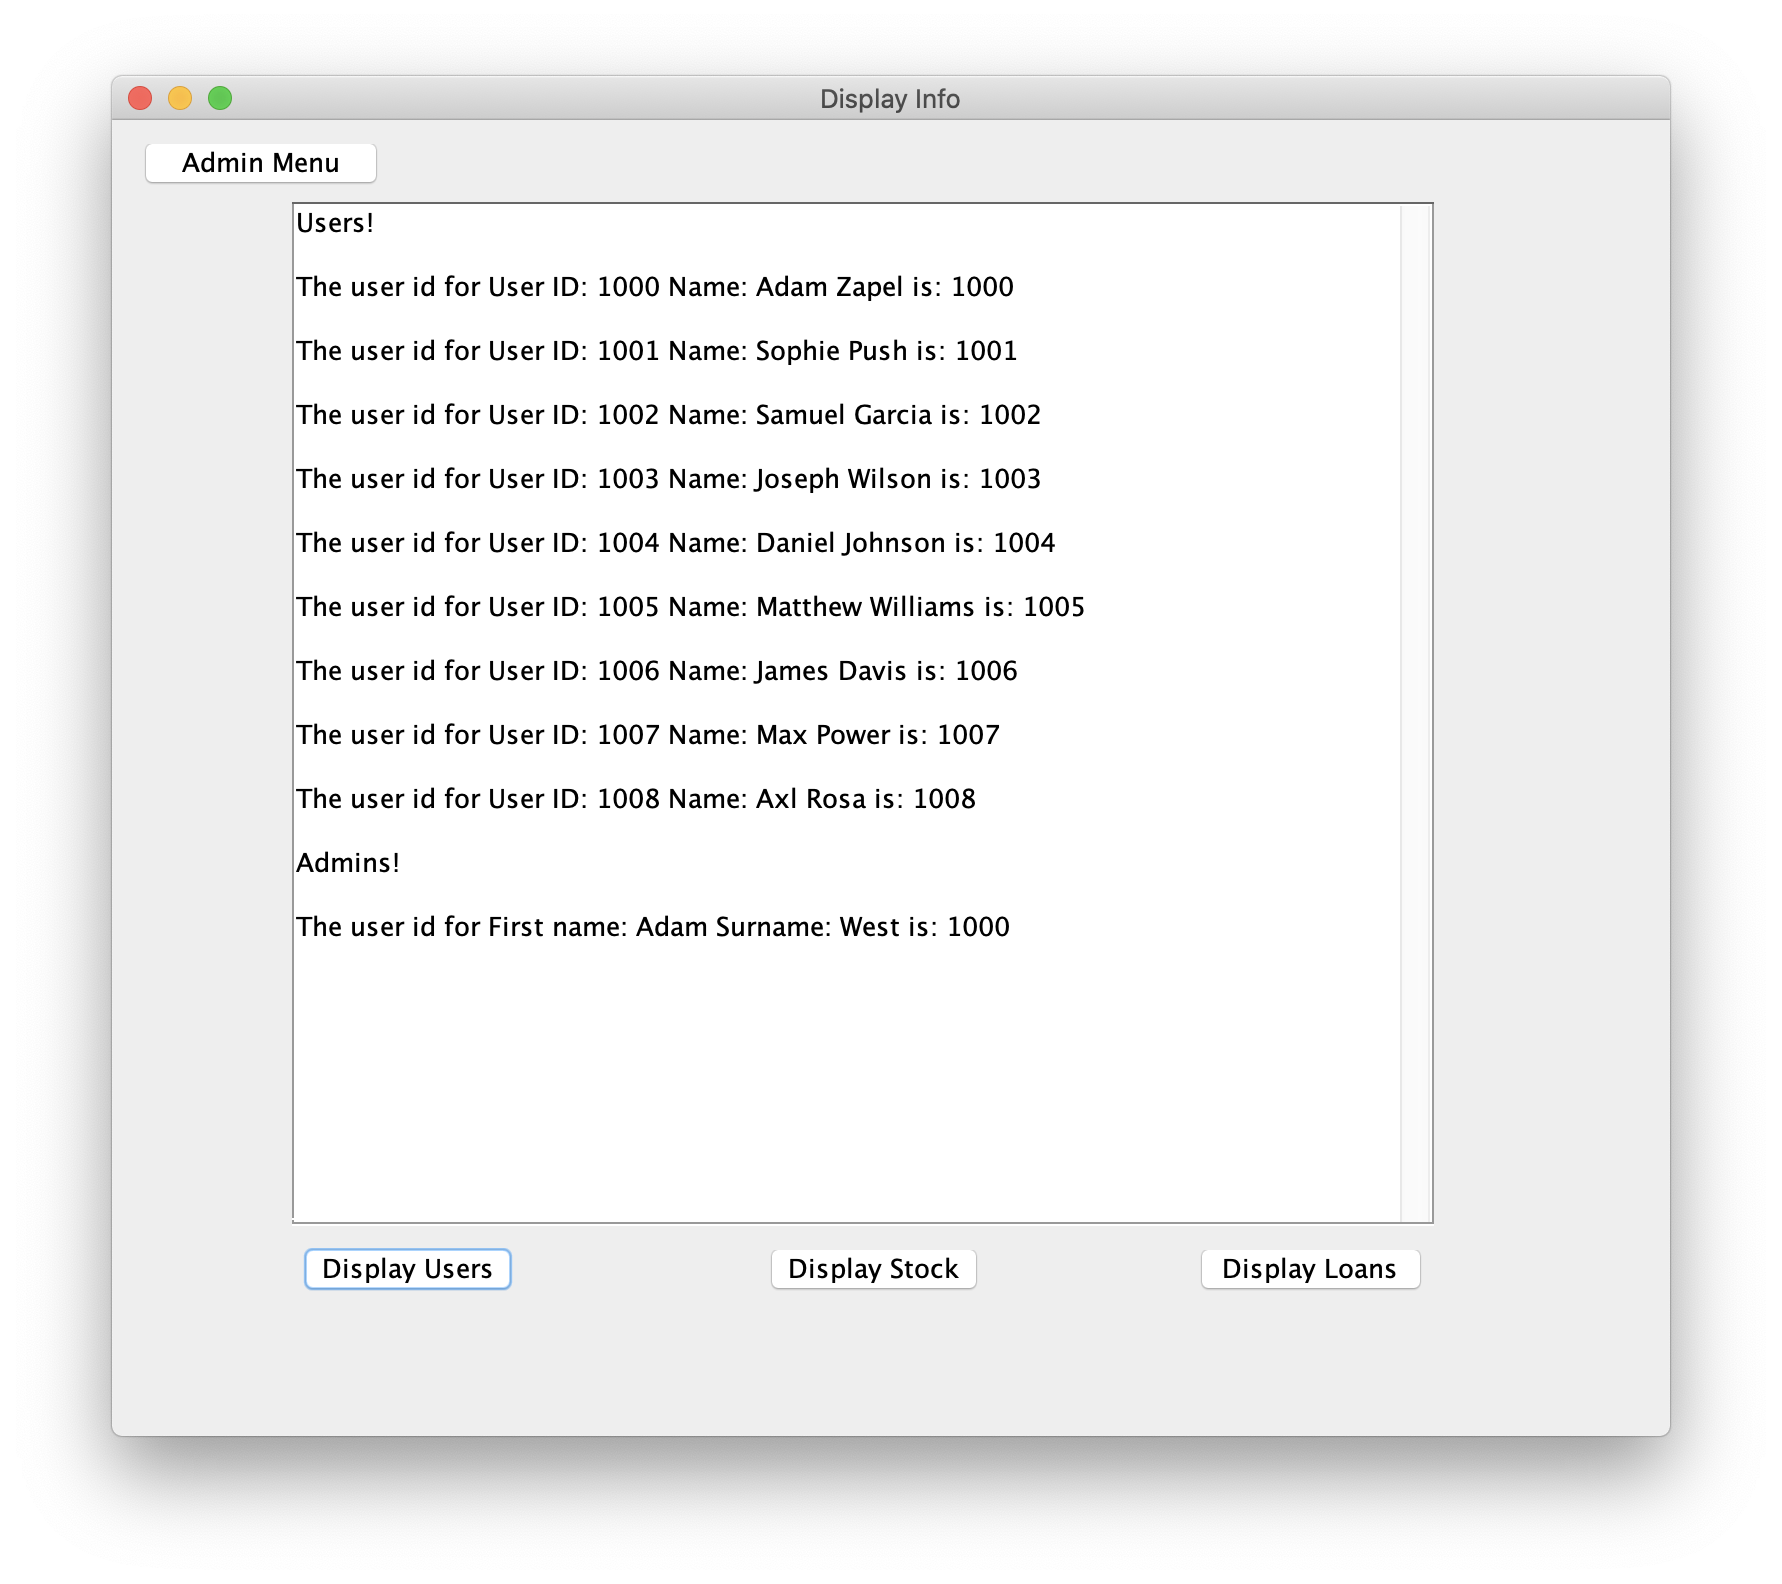 Display Info
Admin Menu
Users!
The user id for User ID: 1000 Name: Adam Zapel is: 1000
The user id for User ID: 1001 Name: Sophie Push is: 1001
The user id for User ID: 1002 Name: Samuel Garcia is: 1002
The user id for User ID: 1003 Name: Joseph Wilson is: 1003
The user id for User ID: 1004 Name: Daniel Johnson is: 1004
The user id for User ID: 1005 Name: Matthew Williams is: 1005
The user id for User ID: 1006 Name: James Davis is: 1006
The user id for User ID: 1007 Name: Max Power is: 1007
The user id for User ID: 1008 Name: Axl Rosa is: 1008
Admins!
The user id for First name: Adam Surname: West is: 1000
Display Users
Display Stock
Display Loans